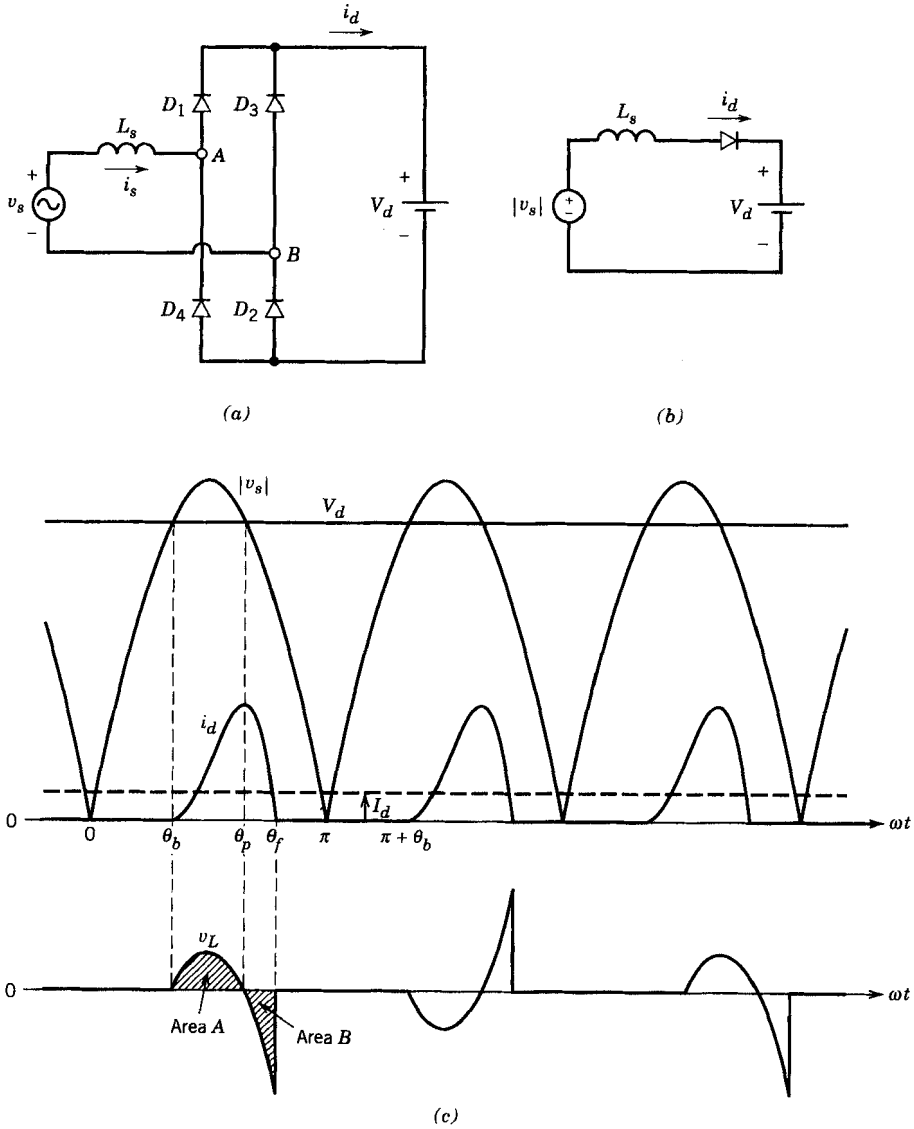 i_d
D_1 D_3
L_s
A
+
i_s
v_s
−
B
D_4 D_2
+
V_d
−
(a)
L_s i_d
+
|v_s| + − V_d
−
(b)
|v_s|
V_d
i_d
I_d
0
0 θ_b θ_p θ_f π π + θ_b ωt
v_L
0 ωt
Area A Area B
(c)